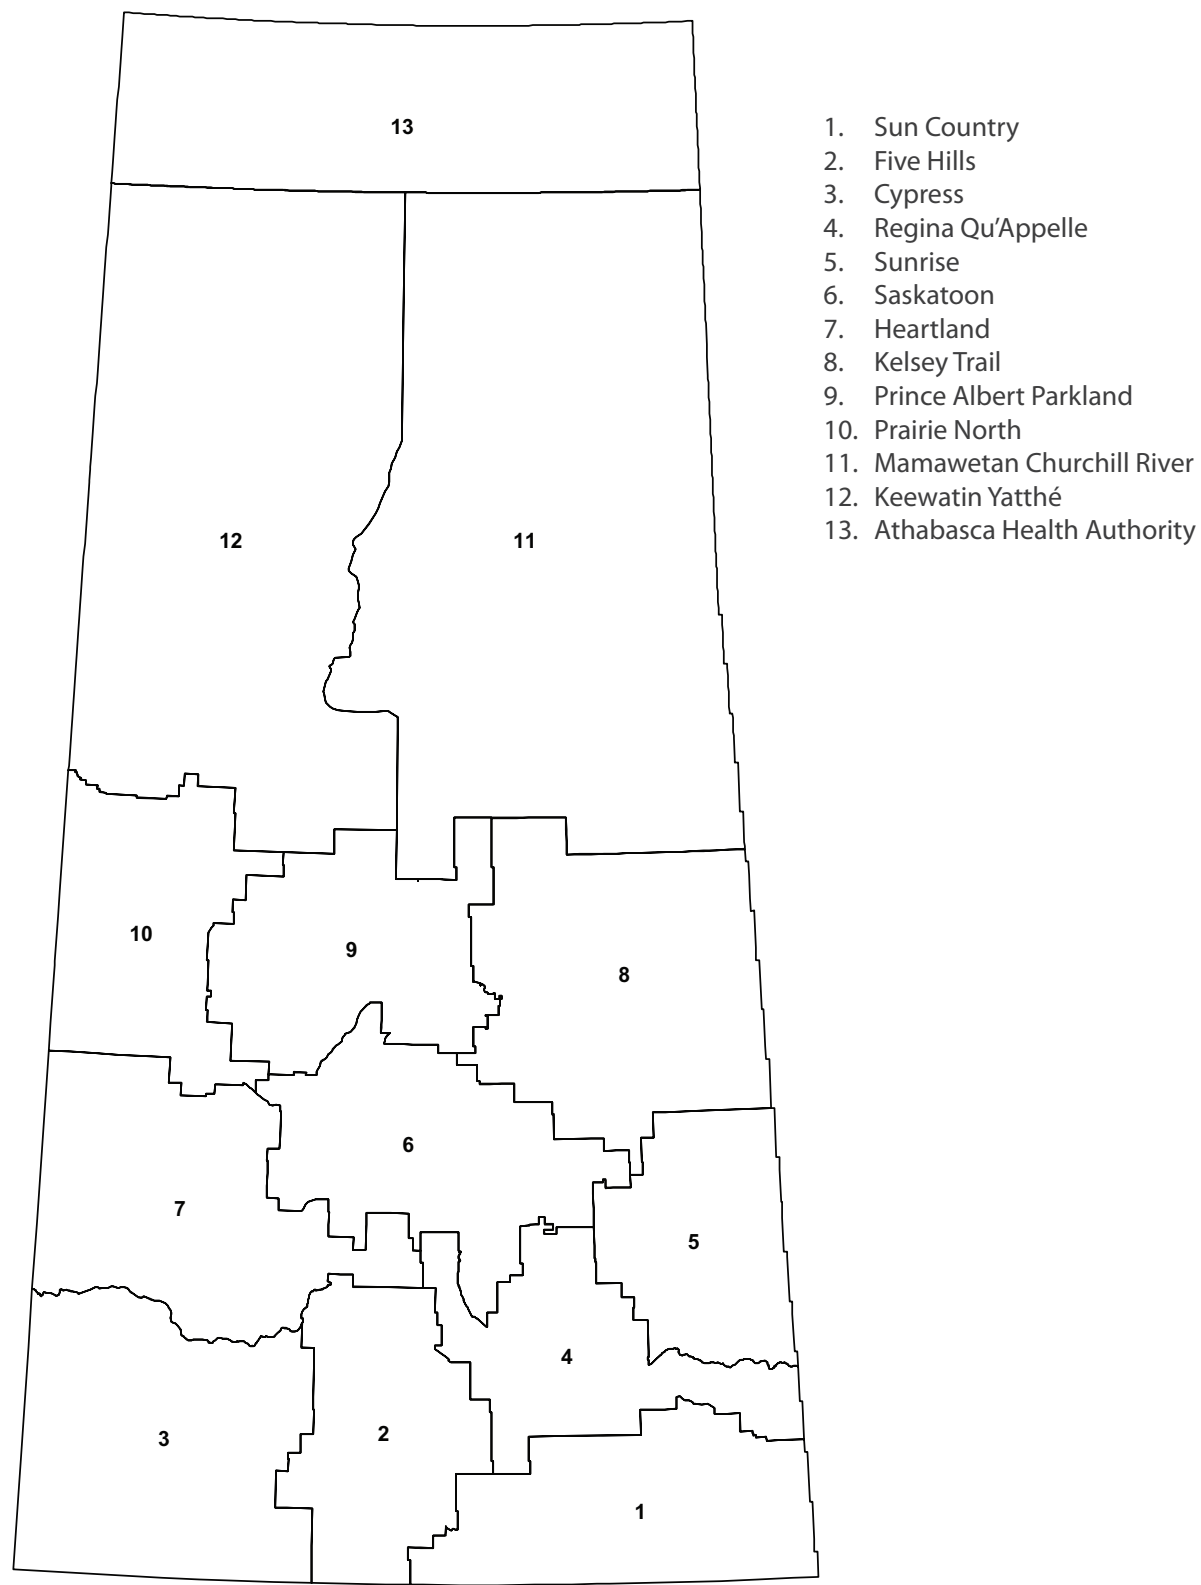 13
1. Sun Country
2. Five Hills
3. Cypress
4. Regina Qu’Appelle
5. Sunrise
6. Saskatoon
7. Heartland
8. Kelsey Trail
9. Prince Albert Parkland
10. Prairie North
11. Mamawetan Churchill River
12. Keewatin Yatthé
13. Athabasca Health Authority
12
11
10
9
8
6
7
5
4
2
3
1